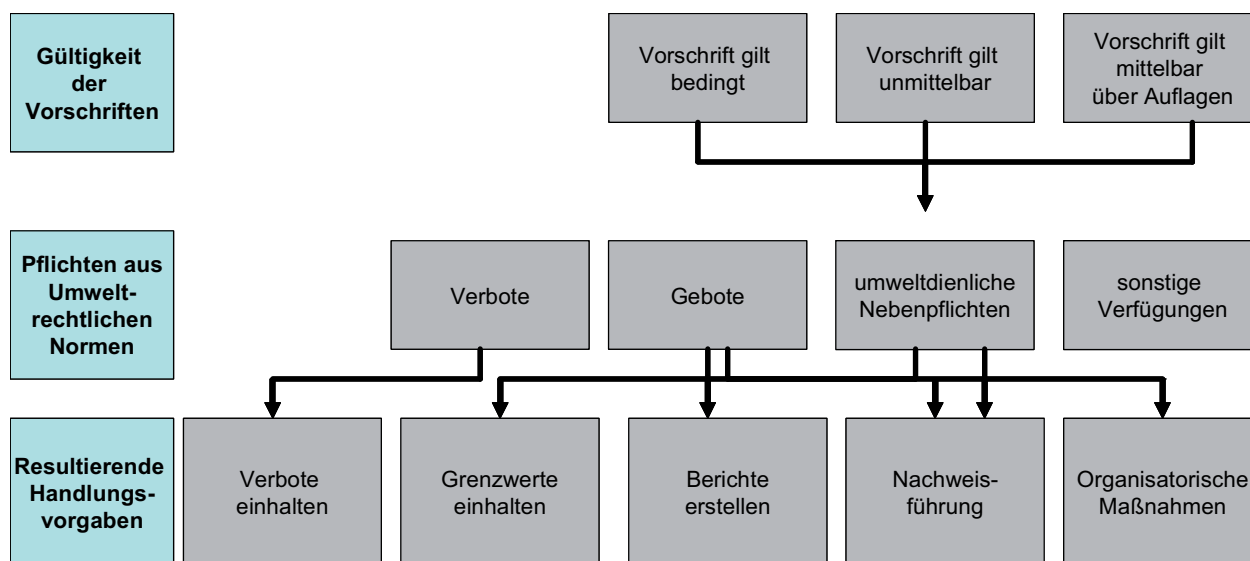 Gültigkeit
der
Vorschriften
Vorschrift gilt
bedingt
Vorschrift gilt
unmittelbar
Vorschrift gilt
mittelbar
über Auflagen
Pflichten aus
Umwelt-
rechtlichen
Normen
Verbote
Gebote
umweltdienliche
Nebenpflichten
sonstige
Verfügungen
Resultierende
Handlungs-
vorgaben
Verbote
einhalten
Grenzwerte
einhalten
Berichte
erstellen
Nachweis-
führung
Organisatorische
Maßnahmen